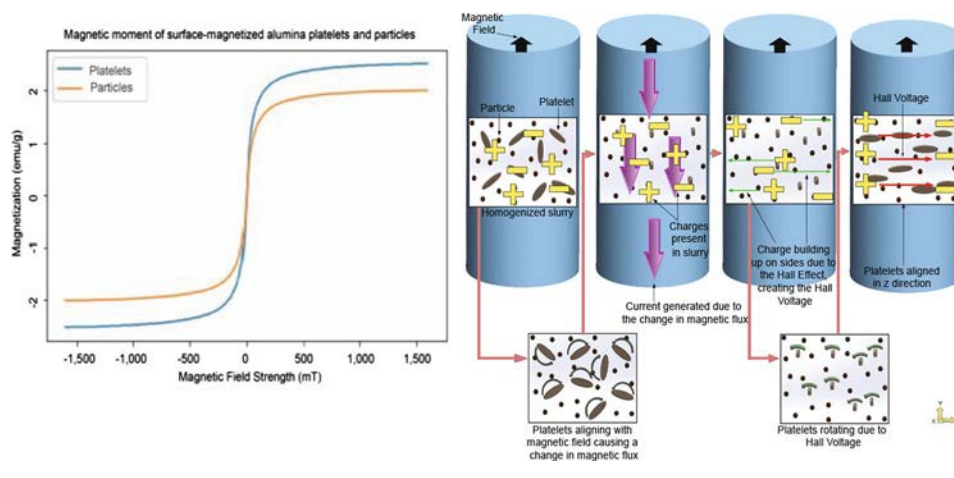 Magnetic moment of surface-magnetized alumina platelets and particles
Platelets
Particles
Magnetization (emu/g)
2
1
0
-1
-2
-1,500
-1,000
-500
0
500
1,000
1,500
Magnetic Field Strength (mT)
Magnetic
Field
Particle
Platelet
Homogenized slurry
Charges
present
in slurry
Current generated due to
the change in magnetic flux
Charge building
up on sides due to
the Hall Effect,
creating the Hall
Voltage
Hall Voltage
Platelets aligned
in z direction
Platelets aligning with
magnetic field causing a
change in magnetic flux
Platelets rotating due to
Hall Voltage
Y
X